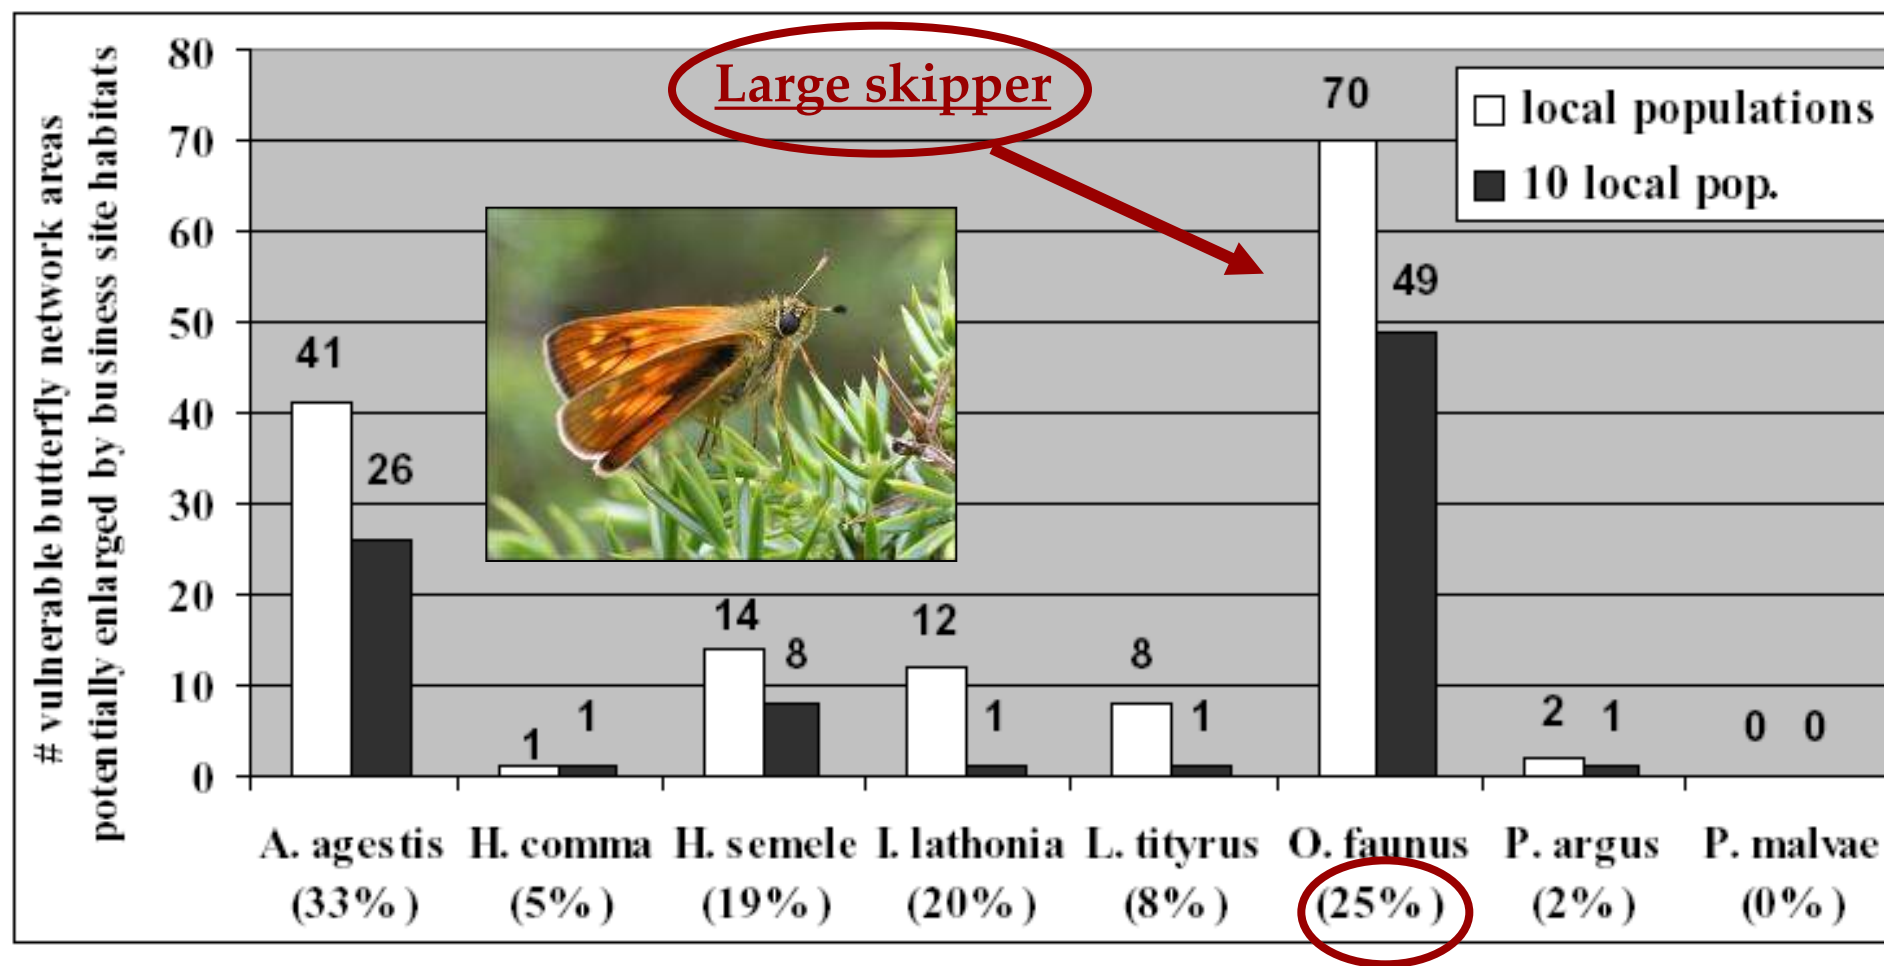 # vulnerable butterfly network areas
potentially enlarged by business site habitats
80
70
60
50
40
30
20
10
0
Large skipper
local populations
10 local pop.
41
26
1
1
14
8
12
1
8
1
70
49
2
1
0
0
A. agestis
(33%)
H. comma
(5%)
H. semele
(19%)
I. lathonia
(20%)
L. tityrus
(8%)
O. faunus
(25%)
P. argus
(2%)
P. malvae
(0%)